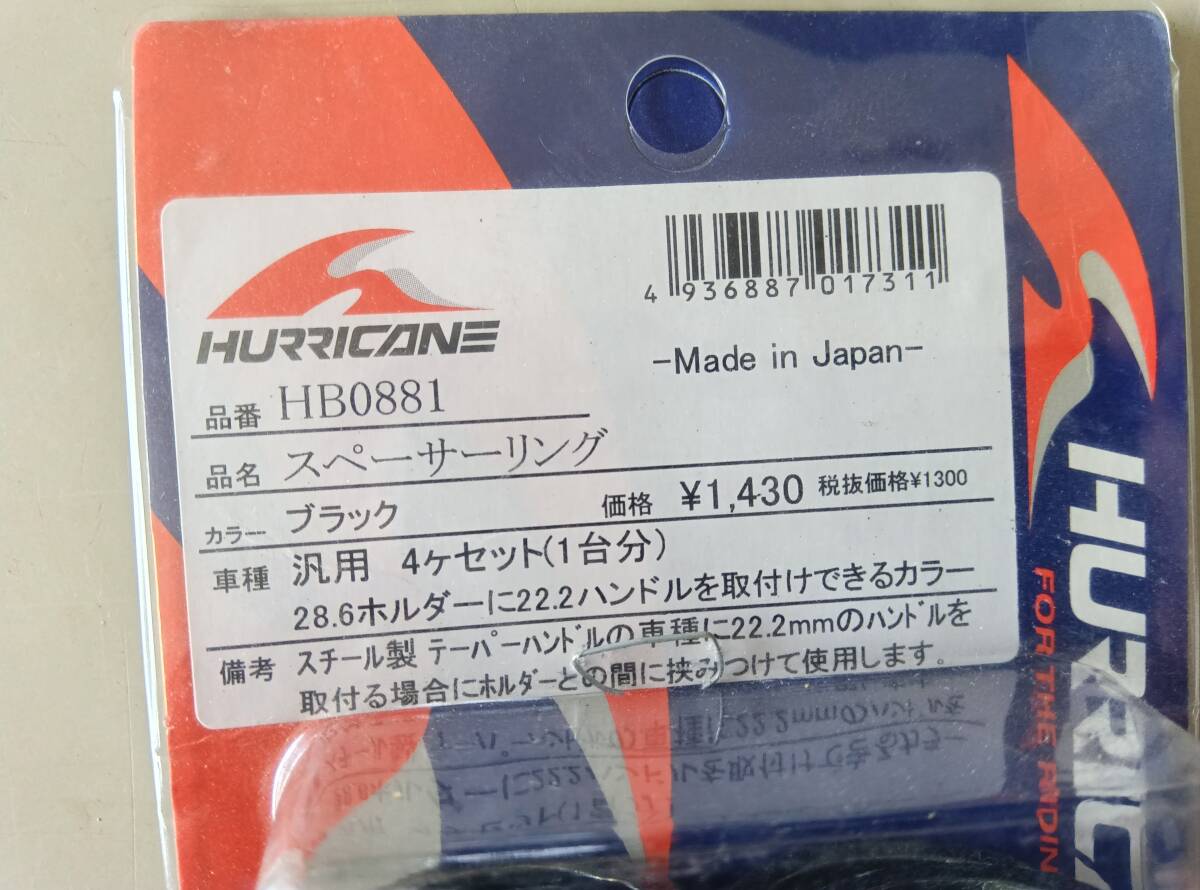 HURRICANE
4 936887 017311
-Made in Japan-
品番 HB0881
品名 スペーサーリング
カラー ブラック 価格 ¥1,430 税抜価格¥1300
車種 汎用 4ケセット(1台分)
28.6ホルダーに22.2ハンドルを取付けできるカラー
備考 スチール製 テーパーハンドルの車種に22.2mmのハンドルを
取付る場合にホルダーとの間に挟みつけて使用します。
HURRICA
FOR THE RIDIN